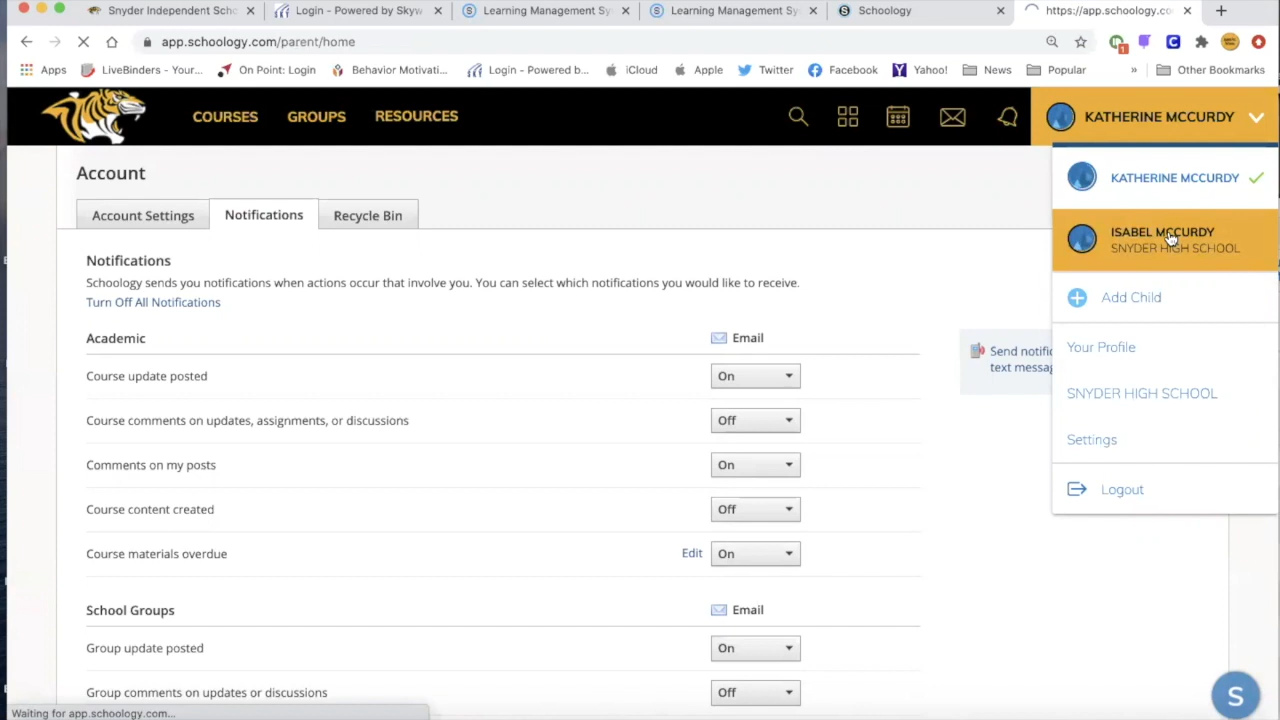 Snyder Independent Scho
Login - Powered by Skyw
Learning Management Sy
Learning Management Sy
Schoology
https://app.schoology.co
app.schoology.com/parent/home
1
Apps
LiveBinders - Your...
On Point: Login
Behavior Motivati...
Login - Powered b...
iCloud
Apple
Twitter
Facebook
Yahoo!
News
Popular
»
Other Bookmarks
COURSES
GROUPS
RESOURCES
KATHERINE MCCURDY
KATHERINE MCCURDY
ISABEL MCCURDY
SNYDER HIGH SCHOOL
Add Child
Your Profile
SNYDER HIGH SCHOOL
Settings
Logout
Account
Account Settings
Notifications
Recycle Bin
Notifications
Schoology sends you notifications when actions occur that involve you. You can select which notifications you would like to receive.
Turn Off All Notifications
Academic
Email
Course update posted
On
Course comments on updates, assignments, or discussions
Off
Comments on my posts
On
Course content created
Off
Course materials overdue
Edit
On
Send notific
text messag
School Groups
Email
Group update posted
On
Group comments on updates or discussions
Off
S
Waiting for app.schoology.com...